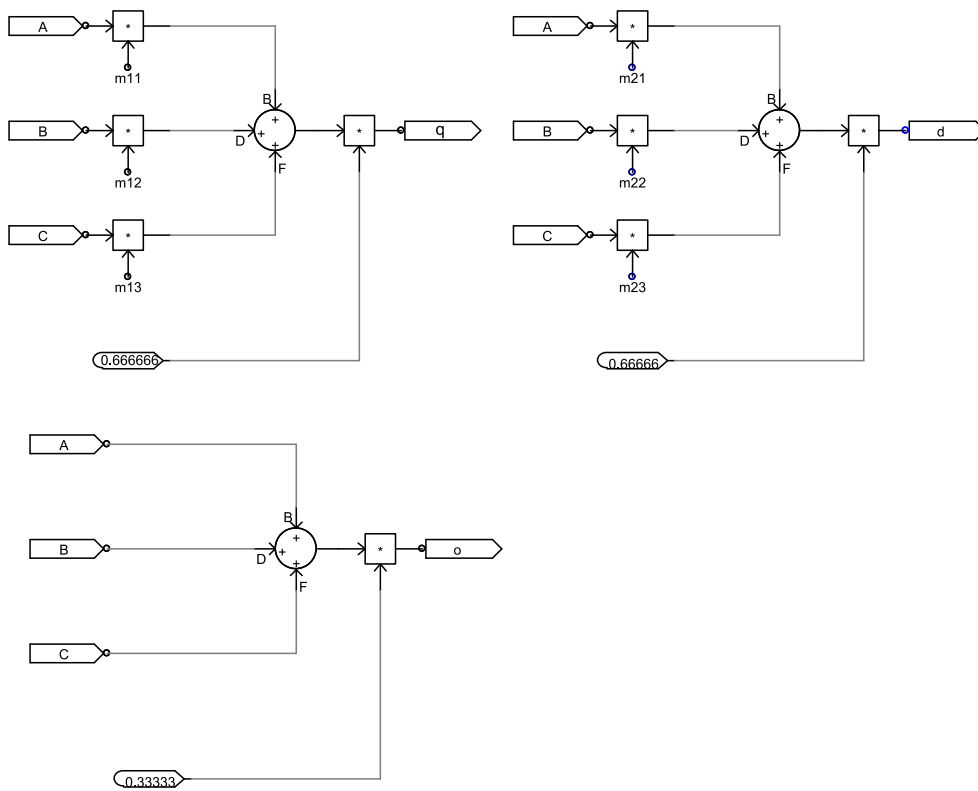 A
*
m11
B
B
*
D
+
+
+
*
q
F
m12
C
*
m13
0.666666
A
*
m21
B
B
*
D
+
+
+
*
d
F
m22
C
*
m23
0.66666
A
B
B
D
+
+
+
*
o
F
C
0.33333